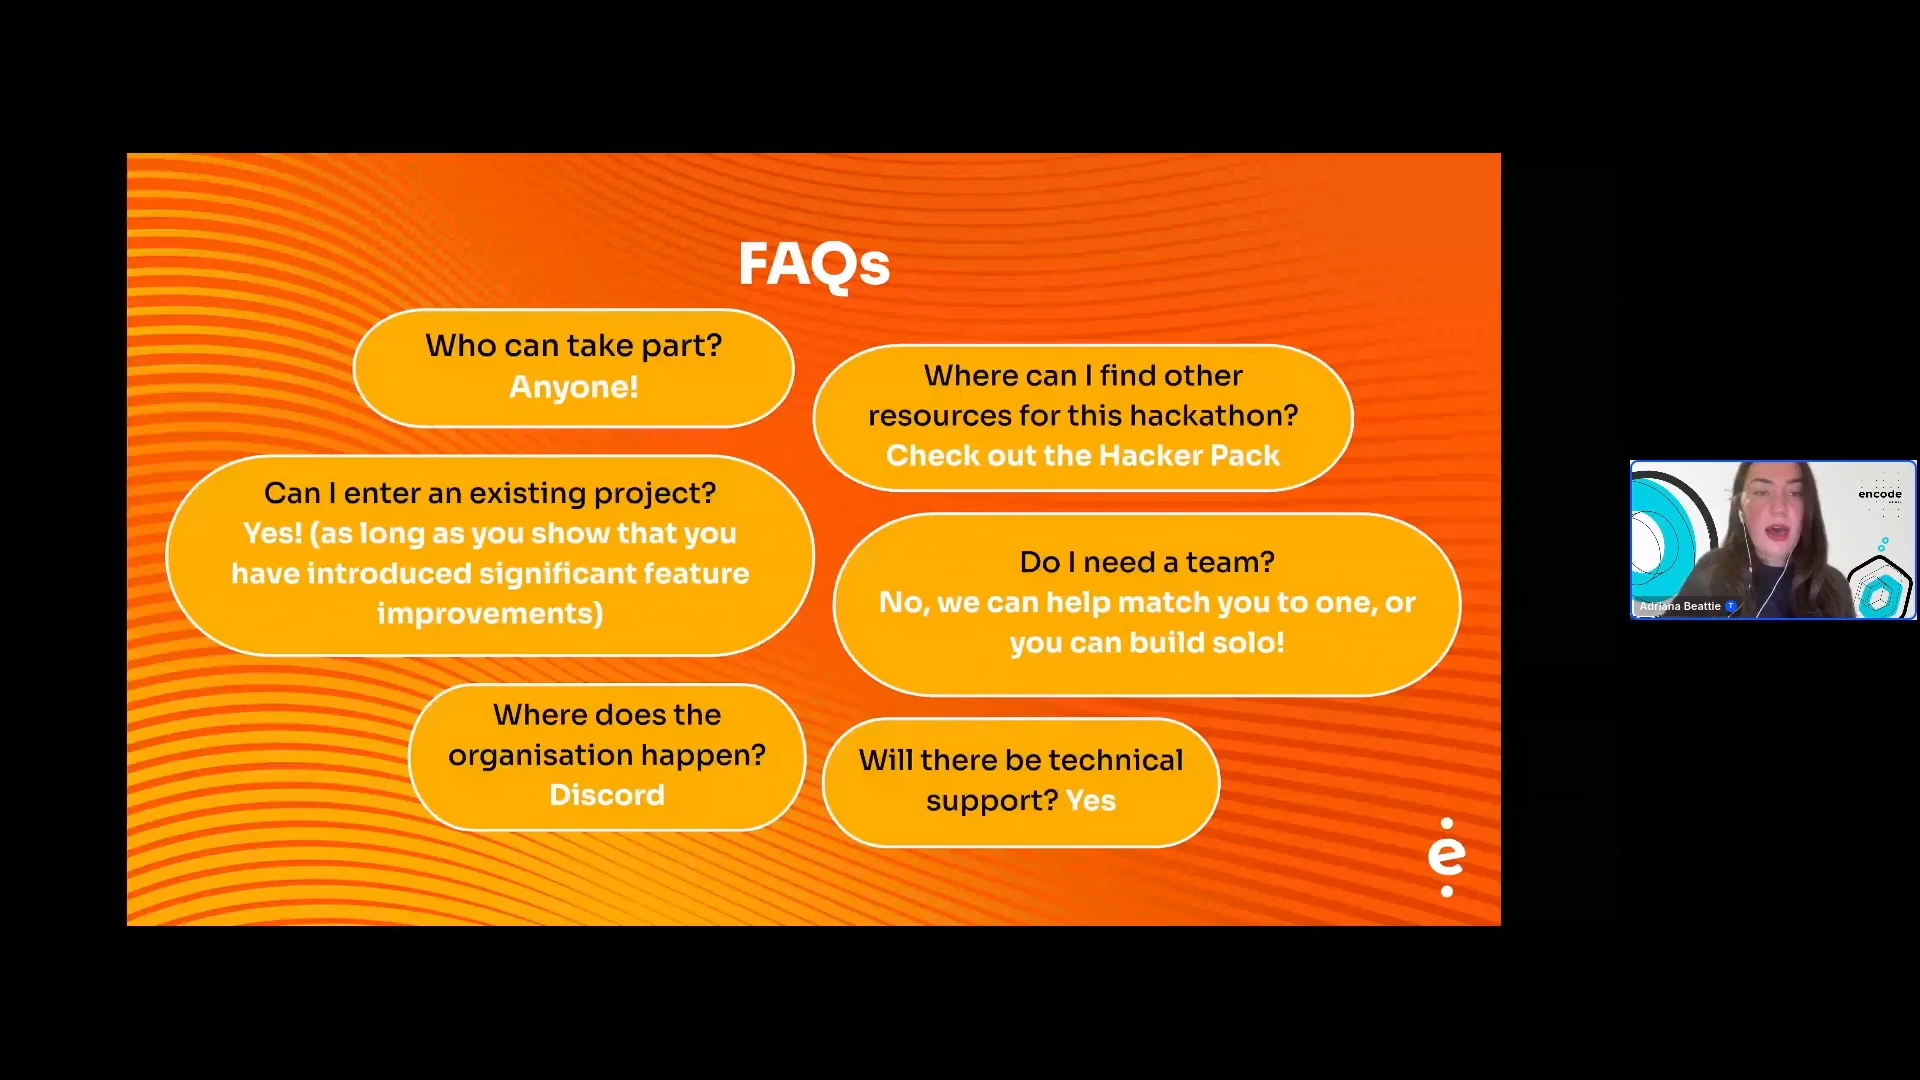 FAQs
Who can take part?
Anyone!
Where can I find other
resources for this hackathon?
Check out the Hacker Pack
Can I enter an existing project?
Yes! (as long as you show that you
have introduced significant feature
improvements)
Do I need a team?
No, we can help match you to one, or
you can build solo!
Where does the
organisation happen?
Discord
Will there be technical
support? Yes
e
encode
Adriana Beattie